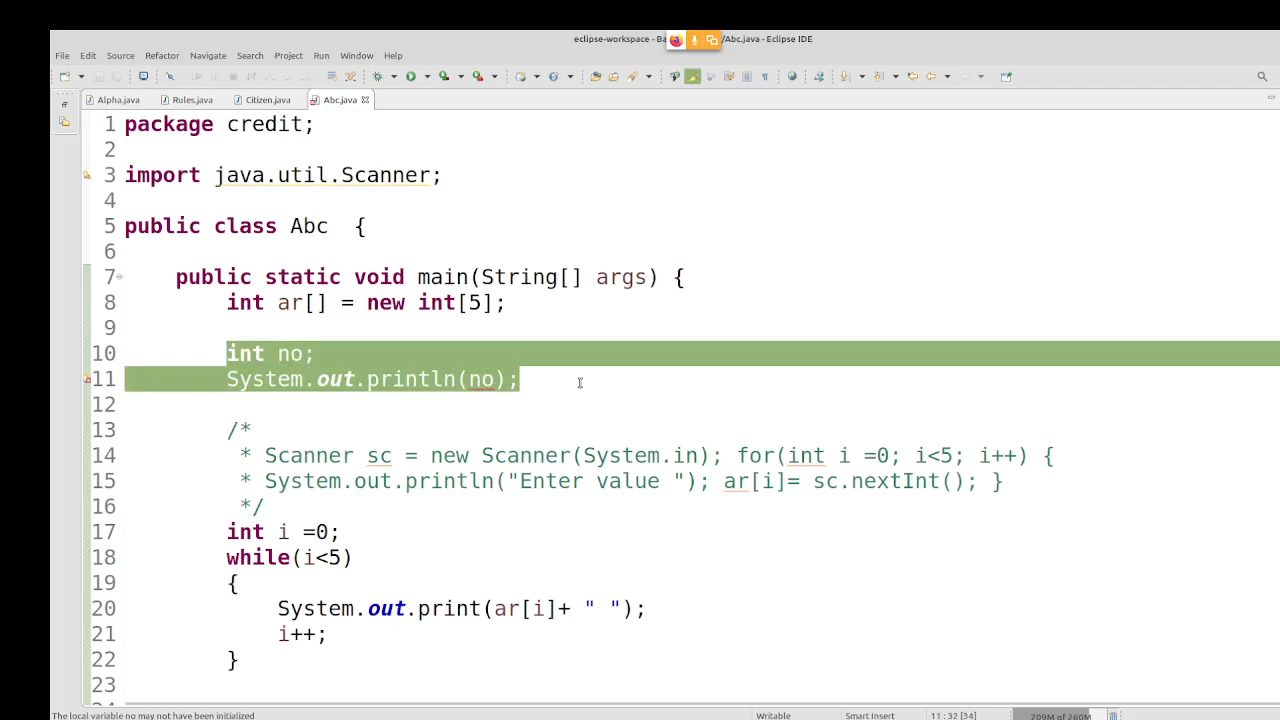 eclipse-workspace - Ba /Abc.java - Eclipse IDE
File Edit Source Refactor Navigate Search Project Run Window Help
Alpha.java Rules.java Citizen.java Abc.java
1 package credit;
2
3 import java.util.Scanner;
4
5 public class Abc  {
6
7 public static void main(String[] args) {
8 int ar[] = new int[5];
9
10 int no;
11 System.out.println(no);
12
13 /*
14 * Scanner sc = new Scanner(System.in); for(int i =0; i<5; i++) {
15 * System.out.println("Enter value "); ar[i]= sc.nextInt(); }
16 */
17 int i =0;
18 while(i<5)
19 {
20 System.out.print(ar[i]+ " ");
21 i++;
22 }
23
The local variable no may not have been initialized Writable Smart Insert 11 : 32 [34] 209M of 260M